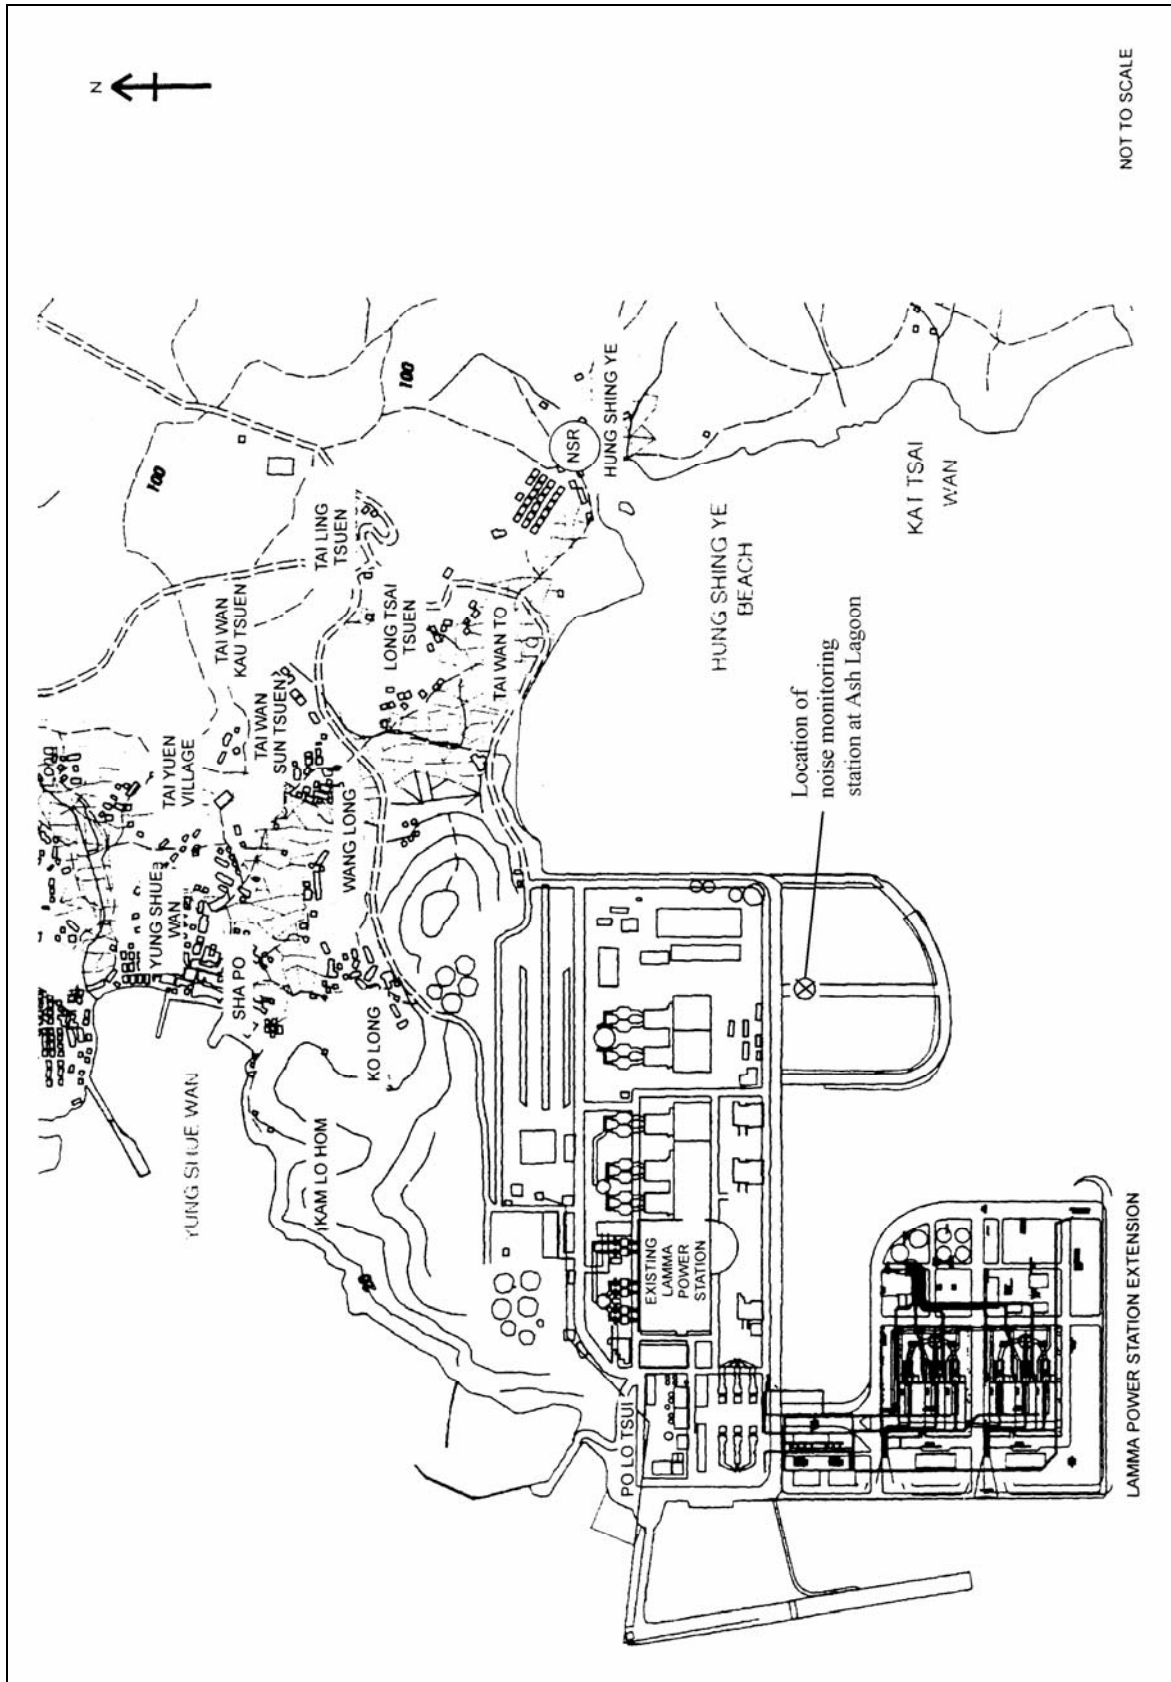 N
NOT TO SCALE
100
100
TAI LING
TSUEN
NSR
HUNG SHING YE
KAI TSAI
WAN
TAI WAN
KAU TSUEN
LONG TSAI
TSUEN
TAI WAN TO
HUNG SHING YE
BEACH
TAI YUEN
VILLAGE
TAI WAN
SUN TSUEN
WANG LONG
Location of
noise monitoring
station at Ash Lagoon
YUNG SHUE
WAN
SHA PO
KO LONG
YUNG SHUE WAN
KAM LO HOM
EXISTING
LAMMA
POWER
STATION
PO LO TSUI
LAMMA POWER STATION EXTENSION